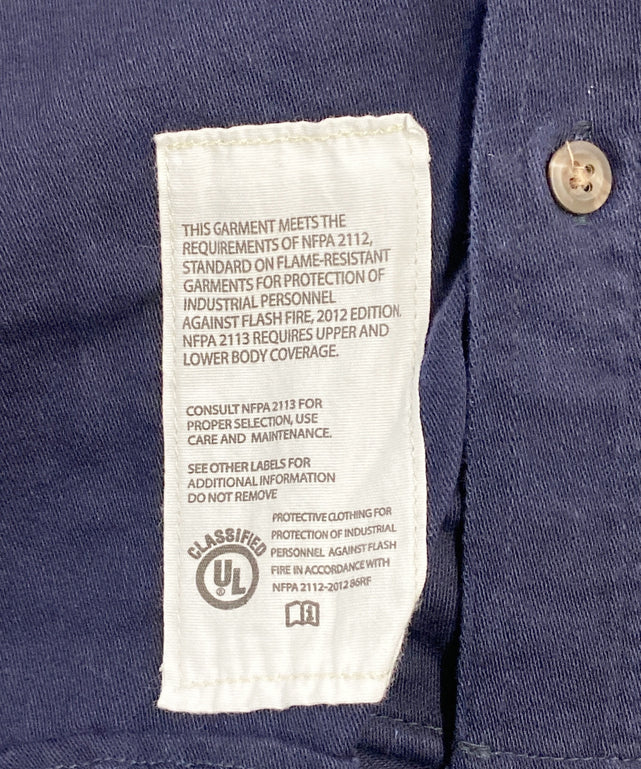 THIS GARMENT MEETS THE
REQUIREMENTS OF NFPA 2112,
STANDARD ON FLAME-RESISTANT
GARMENTS FOR PROTECTION OF
INDUSTRIAL PERSONNEL
AGAINST FLASH FIRE, 2012 EDITION.
NFPA 2113 REQUIRES UPPER AND
LOWER BODY COVERAGE.
CONSULT NFPA 2113 FOR
PROPER SELECTION, USE
CARE AND MAINTENANCE.
SEE OTHER LABELS FOR
ADDITIONAL INFORMATION
DO NOT REMOVE
CLASSIFIED
UL
®
PROTECTIVE CLOTHING FOR
PROTECTION OF INDUSTRIAL
PERSONNEL AGAINST FLASH
FIRE IN ACCORDANCE WITH
NFPA 2112-2012 86RF
i